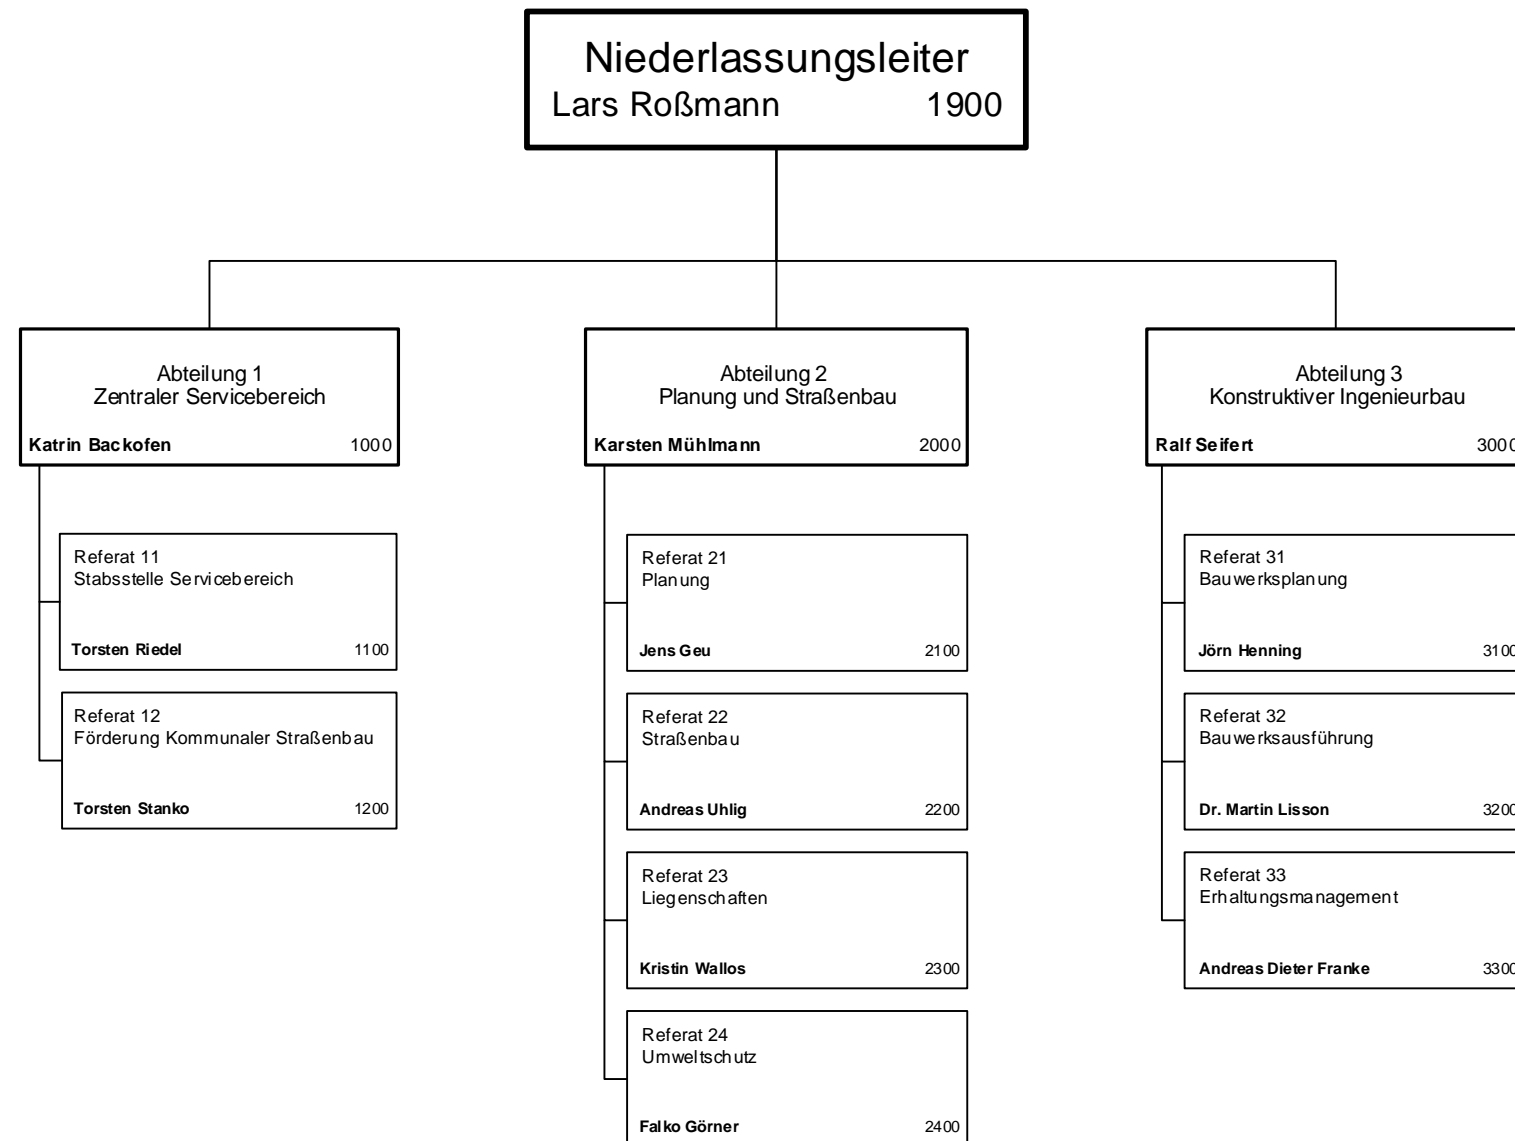 Niederlassungsleiter
Lars Roßmann 1900
Abteilung 1
Zentraler Servicebereich
Katrin Backofen 1000
Referat 11
Stabsstelle Servicebereich
Torsten Riedel 1100
Referat 12
Förderung Kommunaler Straßenbau
Torsten Stanko 1200
Abteilung 2
Planung und Straßenbau
Karsten Mühlmann 2000
Referat 21
Planung
Jens Geu 2100
Referat 22
Straßenbau
Andreas Uhlig 2200
Referat 23
Liegenschaften
Kristin Wallos 2300
Referat 24
Umweltschutz
Falko Görner 2400
Abteilung 3
Konstruktiver Ingenieurbau
Ralf Seifert 3000
Referat 31
Bauwerksplanung
Jörn Henning 3100
Referat 32
Bauwerksausführung
Dr. Martin Lisson 3200
Referat 33
Erhaltungsmanagement
Andreas Dieter Franke 3300